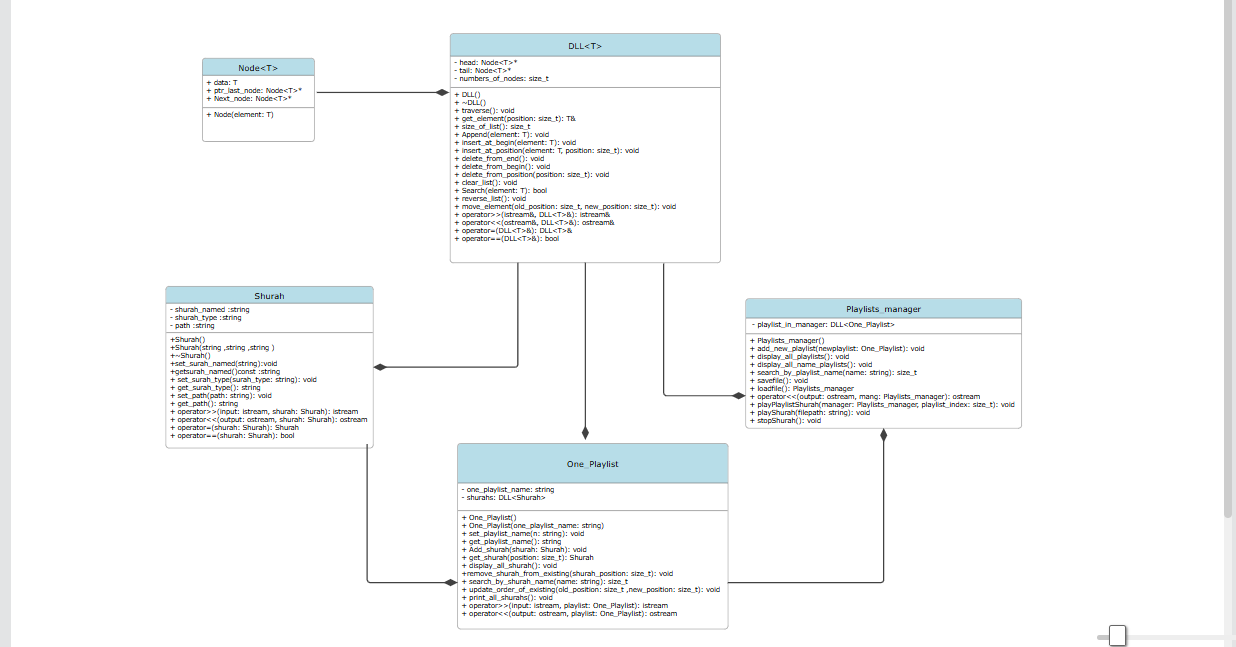 Node<T>
+ data: T
+ ptr_last_node: Node<T>*
+ Next_node: Node<T>*
+ Node(element: T)
DLL<T>
- head: Node<T>*
- tail: Node<T>*
- numbers_of_nodes: size_t
+ DLL()
+ ~DLL()
+ traverse(): void
+ get_element(position: size_t): T&
+ size_of_list(): size_t
+ Append(element: T): void
+ insert_at_begin(element: T): void
+ insert_at_position(element: T, position: size_t): void
+ delete_from_end(): void
+ delete_from_begin(): void
+ delete_from_position(position: size_t): void
+ clear_list(): void
+ Search(element: T): bool
+ reverse_list(): void
+ move_element(old_position: size_t, new_position: size_t): void
+ operator>>(istream&, DLL<T>&): istream&
+ operator<<(ostream&, DLL<T>&): ostream&
+ operator=(DLL<T>&): DLL<T>&
+ operator==(DLL<T>&): bool
Shurah
- shurah_named :string
- shurah_type :string
- path :string
+Shurah()
+Shurah(string ,string ,string )
+~Shurah()
+set_surah_named(string):void
+getsurah_named()const :string
+ set_surah_type(surah_type: string): void
+ get_surah_type(): string
+ set_path(path: string): void
+ get_path(): string
+ operator>>(input: istream, shurah: Shurah): istream
+ operator<<(output: ostream, shurah: Shurah): ostream
+ operator=(shurah: Shurah): Shurah
+ operator==(shurah: Shurah): bool
Playlists_manager
- playlist_in_manager: DLL<One_Playlist>
+ Playlists_manager()
+ add_new_playlist(newplaylist: One_Playlist): void
+ display_all_playlists(): void
+ display_all_name_playlists(): void
+ search_by_playlist_name(name: string): size_t
+ savefile(): void
+ loadfile(): Playlists_manager
+ operator<<(output: ostream, mang: Playlists_manager): ostream
+ playPlaylistShurah(manager: Playlists_manager, playlist_index: size_t): void
+ playShurah(filepath: string): void
+ stopShurah(): void
One_Playlist
- one_playlist_name: string
- shurahs: DLL<Shurah>
+ One_Playlist()
+ One_Playlist(one_playlist_name: string)
+ set_playlist_name(n: string): void
+ get_playlist_name(): string
+ Add_shurah(shurah: Shurah): void
+ get_shurah(position: size_t): Shurah
+ display_all_shurah(): void
+remove_shurah_from_existing(shurah_position: size_t): void
+ search_by_shurah_name(name: string): size_t
+ update_order_of_existing(old_position: size_t ,new_position: size_t): void
+ print_all_shurahs(): void
+ operator>>(input: istream, playlist: One_Playlist): istream
+ operator<<(output: ostream, playlist: One_Playlist): ostream